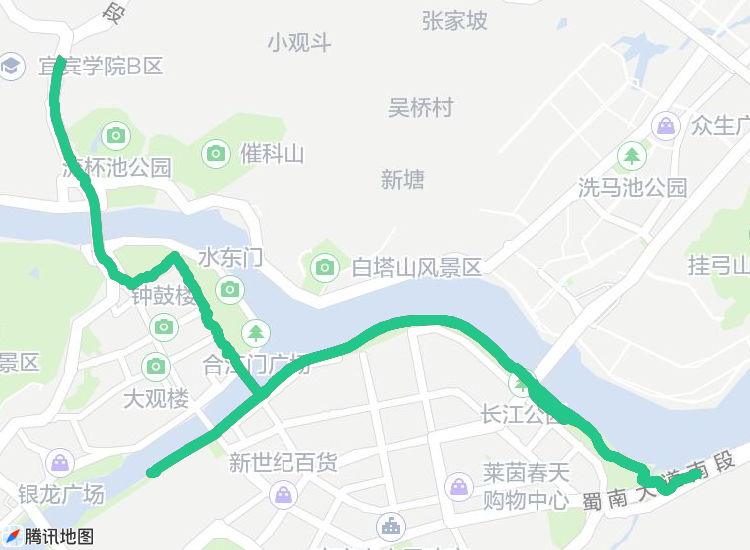 段
张家坡
小观斗
宜宾学院B区
吴桥村
众生广
流杯池公园
催科山
新塘
洗马池公园
水东门
白塔山风景区
挂弓山
钟鼓楼
景区
合江门广场
大观楼
长江公园
新世纪百货
莱茵春天
购物中心
银龙广场
蜀南大道南段
腾讯地图